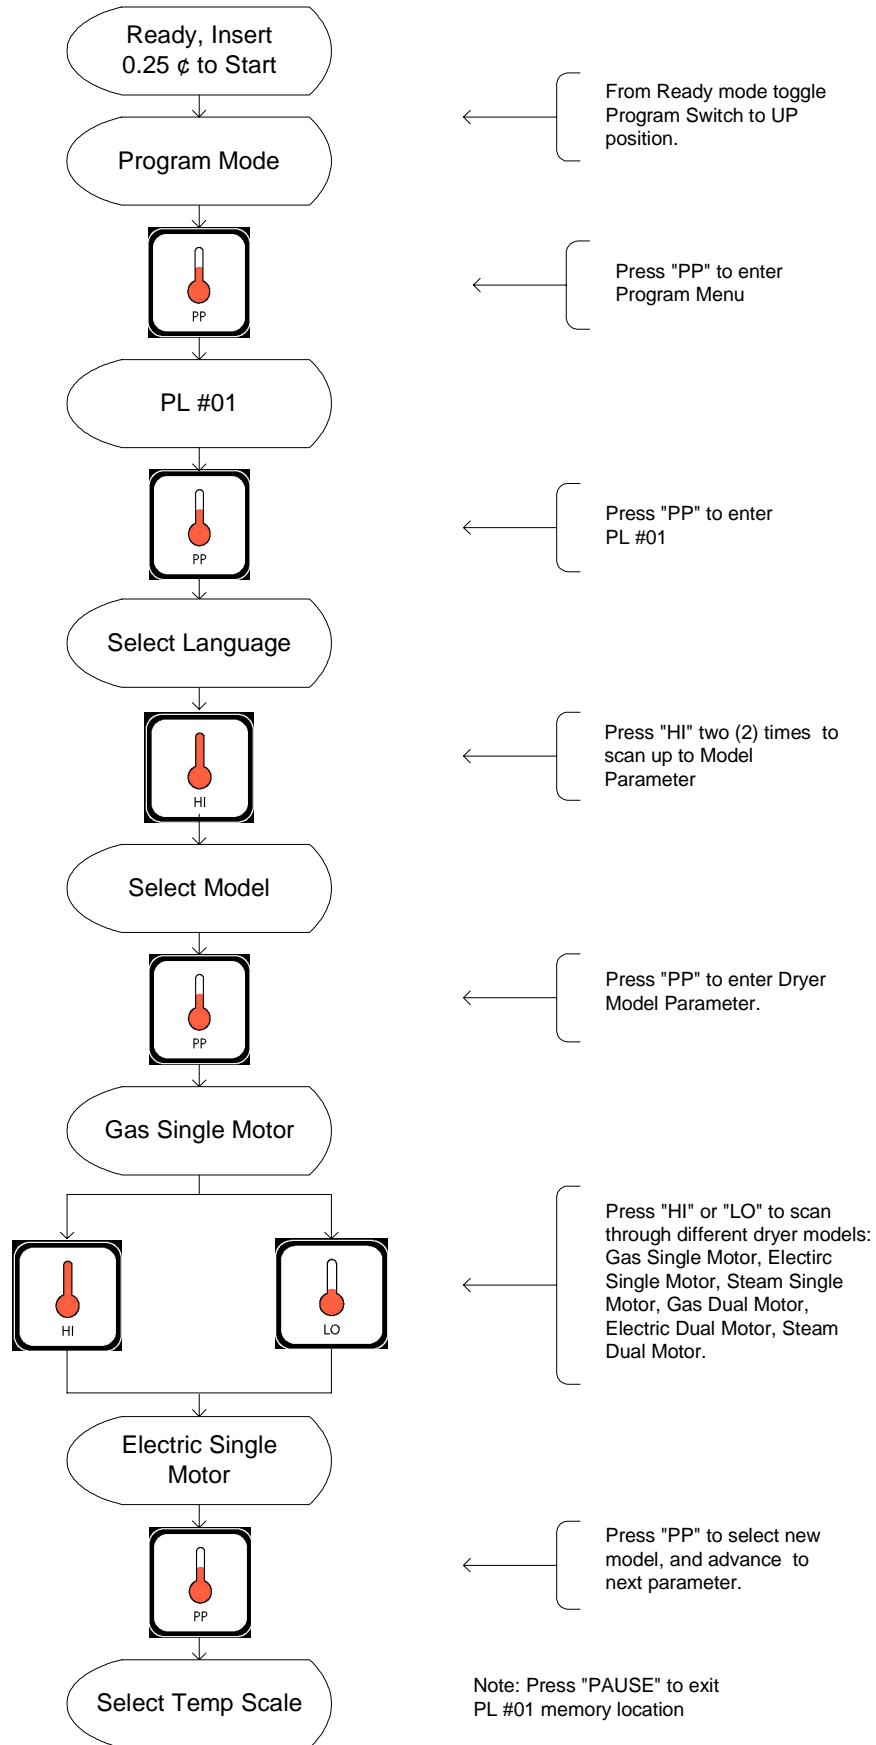 Ready, Insert
0.25 ¢ to Start
From Ready mode toggle
Program Switch to UP
position.
Program Mode
PP
Press "PP" to enter
Program Menu
PL #01
PP
Press "PP" to enter
PL #01
Select Language
HI
Press "HI" two (2) times  to
scan up to Model
Parameter
Select Model
PP
Press "PP" to enter Dryer
Model Parameter.
Gas Single Motor
HI
LO
Press "HI" or "LO" to scan
through different dryer models:
Gas Single Motor, Electirc
Single Motor, Steam Single
Motor, Gas Dual Motor,
Electric Dual Motor, Steam
Dual Motor.
Electric Single
Motor
PP
Press "PP" to select new
model, and advance  to
next parameter.
Select Temp Scale
Note: Press "PAUSE" to exit
PL #01 memory location